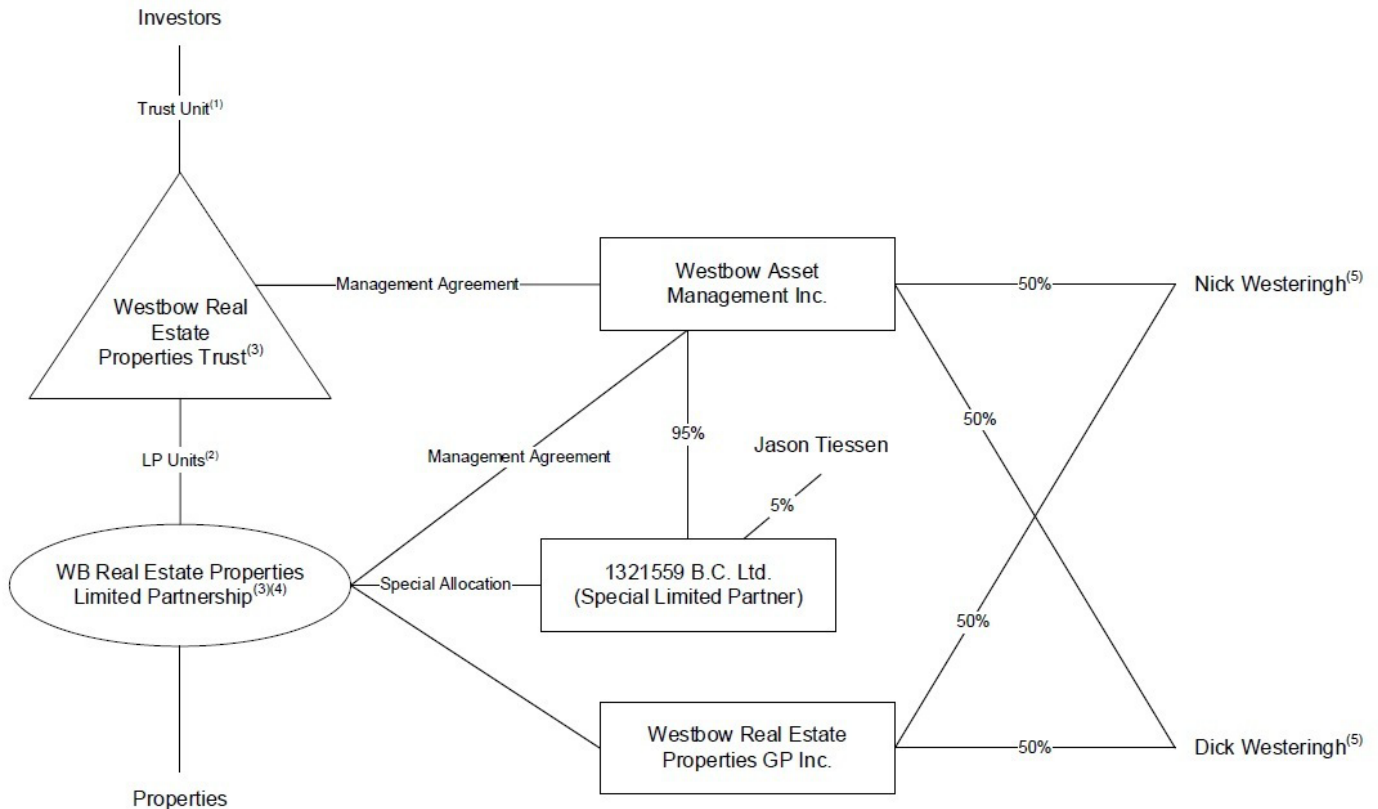 Investors
Trust Unit(1)
Westbow Real
Estate
Properties Trust(3)
Management Agreement
Westbow Asset
Management Inc.
50%
Nick Westeringh(5)
50%
LP Units(2)
Management Agreement
95%
Jason Tiessen
5%
WB Real Estate Properties
Limited Partnership(3)(4)
Special Allocation
1321559 B.C. Ltd.
(Special Limited Partner)
50%
Westbow Real Estate
Properties GP Inc.
50%
Dick Westeringh(5)
Properties